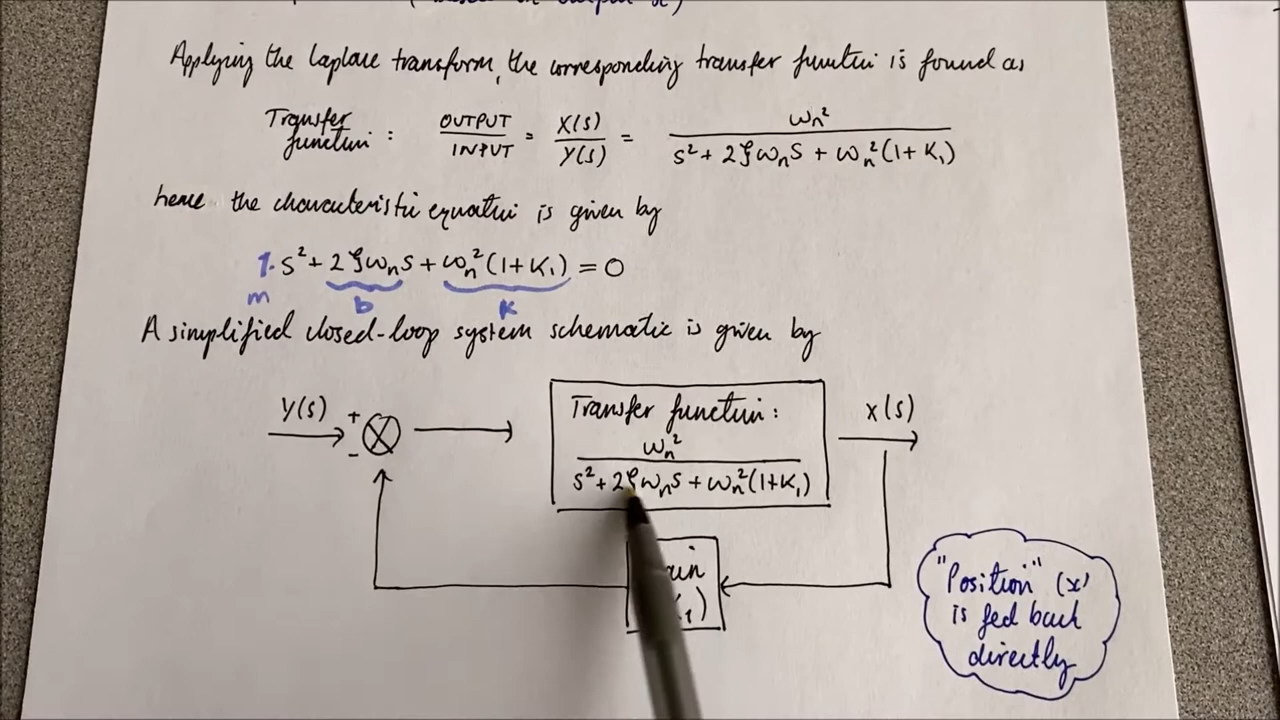 Applying the Laplace transform, the corresponding transfer function is found as
Transfer function: OUTPUT/INPUT = X(s)/Y(s) = ωn²/(s² + 2ζωns + ωn²(1+K₁))
hence the characteristic equation is given by
1·s² + 2ζωns + ωn²(1+K₁) = 0
m b k
A simplified closed-loop system schematic is given by
Y(s) + -
Transfer function:
ωn²/(s² + 2ζωns + ωn²(1+K₁))
X(s)
"Position" (x)
is fed back
directly